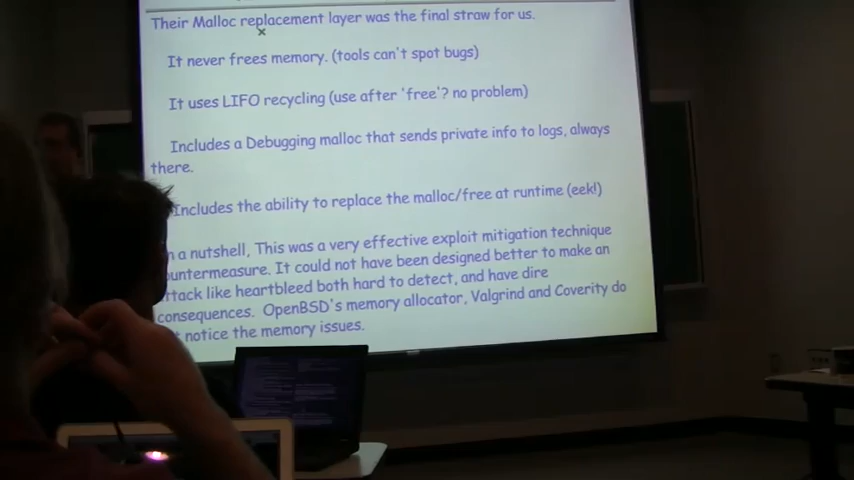 Their Malloc replacement layer was the final straw for us.
It never frees memory. (tools can't spot bugs)
It uses LIFO recycling (use after 'free'? no problem)
Includes a Debugging malloc that sends private info to logs, always
there.
Includes the ability to replace the malloc/free at runtime (eek!)
a nutshell, This was a very effective exploit mitigation technique
untermeasure. It could not have been designed better to make an
ttack like heartbleed both hard to detect, and have dire
consequences. OpenBSD's memory allocator, Valgrind and Coverity do
notice the memory issues.